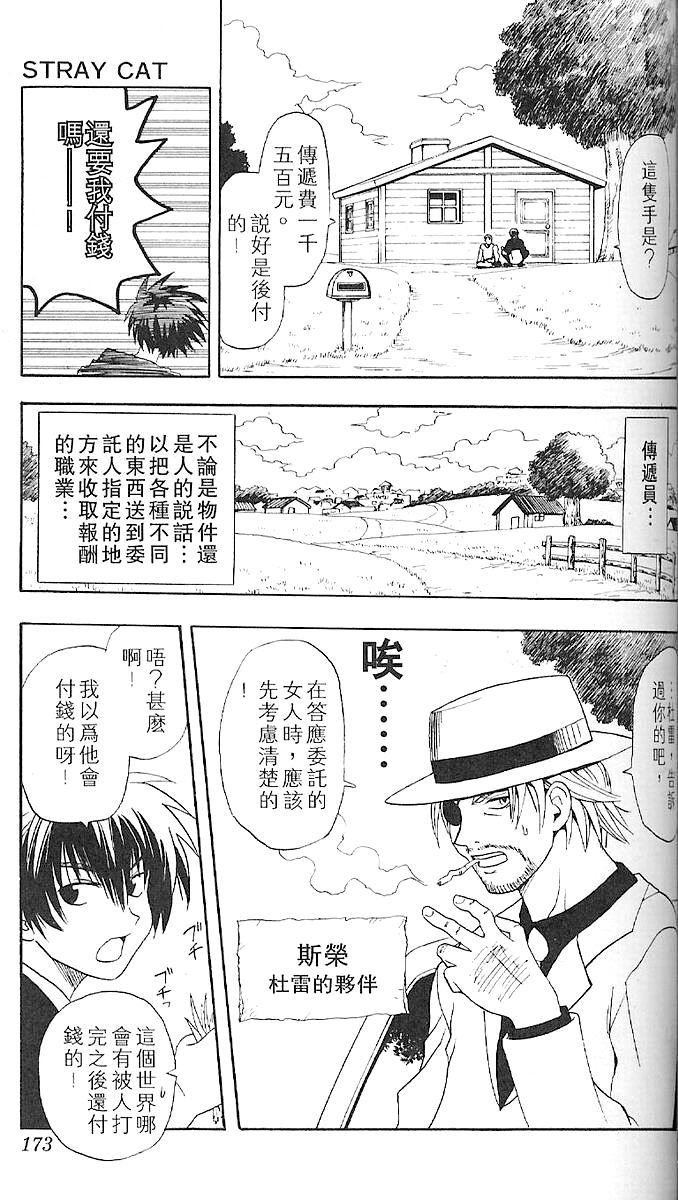 STRAY CAT
這隻手是?
傳遞費一千
五百元。
說好是後付
的!
還要我付錢
嗎——!
傳遞員…
不論是物件還
是人的說話…
以把各種不同
的東西送到委
託人指定的地
方來收取報酬
的職業…
…杜雷,告訴
過你的吧,
唉………
在答應委託的
女人時,應該
先考慮清楚的
!
斯榮
杜雷的夥伴
唔?甚麼
啊!
我以爲他會
付錢的呀!
ブチ
ブチッ
這個世界哪
會有被人打
完之後還付
錢的!
173